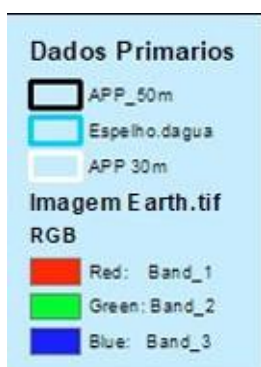 Dados Primarios
APP_50m
Espelho.dagua
APP 30m
Imagem Earth.tif
RGB
Red: Band_1
Green: Band_2
Blue: Band_3